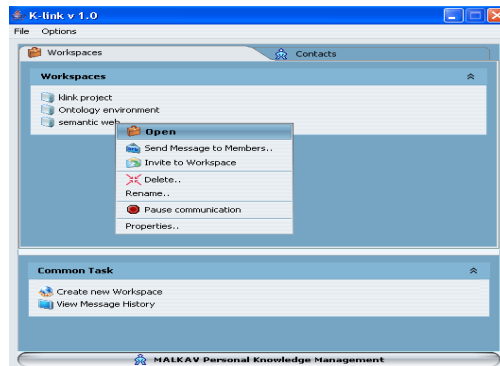 K-link v 1.0
File Options
Workspaces Contacts
Workspaces
klink project
Ontology environment
semantic web
Open
Send Message to Members..
Invite to Workspace
Delete..
Rename..
Pause communication
Properties..
Common Task
Create new Workspace
View Message History
MALKAV Personal Knowledge Management